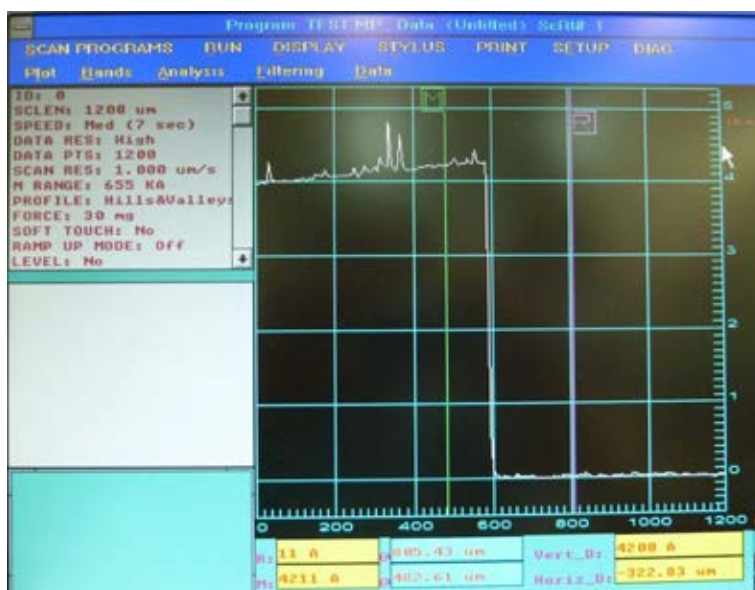 Program TEST.MP Data (Untitled) Scr# 1
SCAN PROGRAMS RUN DISPLAY STYLUS PRINT SETUP DIAG
Plot Bands Analysis Filtering Data
ID: 0
SCLEN: 1200 um
SPEED: Med (7 sec)
DATA RES: High
DATA PTS: 1200
SCAN RES: 1.000 um/s
M RANGE: 655 KA
PROFILE: Hills&Valleys
FORCE: 30 mg
SOFT TOUCH: No
RAMP UP MODE: Off
LEVEL: No
M
R
5
4
3
2
1
0
0 200 400 600 800 1000 1200
R: 11 A @ 805.43 um Vert_D: 4200 A
M: 4211 A @ 482.61 um Horiz_D: -322.83 um